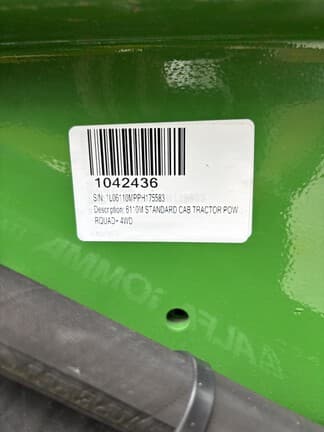 1042436
S/N: 1L06110MPPH175583
Description: 6110M STANDARD CAB TRACTOR POW
RQUAD+ 4WD